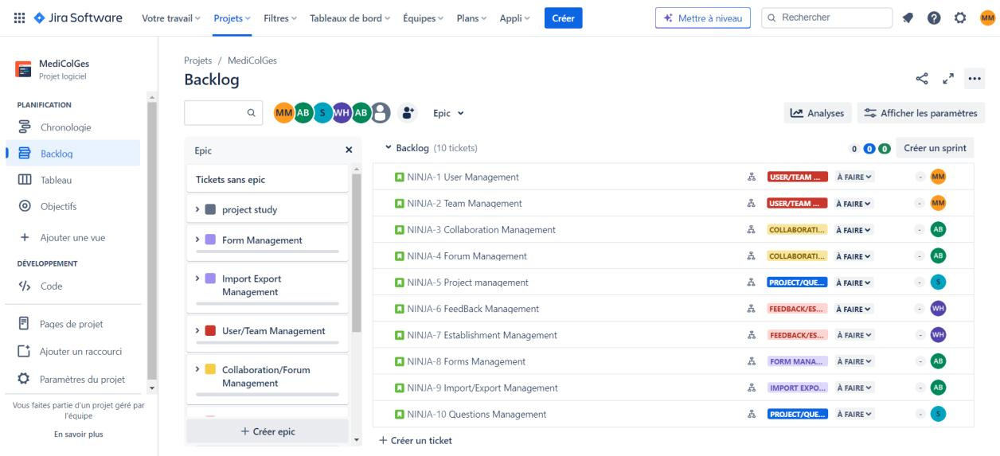 Jira Software Votre travail Projets Filtres Tableaux de bord Équipes Plans Appli Créer Mettre à niveau Rechercher MM
MediColGes
Projet logiciel
PLANIFICATION
Chronologie
Backlog
Tableau
Objectifs
Ajouter une vue
DÉVELOPPEMENT
Code
Pages de projet
Ajouter un raccourci
Paramètres du projet
Vous faites partie d'un projet géré par
l'équipe
En savoir plus
Projets / MediColGes
Backlog
MM AB S WH AB Epic Analyses Afficher les paramètres
Epic
Tickets sans epic
project study
Form Management
Import Export
Management
User/Team Management
Collaboration/Forum
Management
+ Créer epic
Backlog (10 tickets) 0 0 0 Créer un sprint
NINJA-1 User Management USER/TEAM ... À FAIRE - MM
NINJA-2 Team Management USER/TEAM ... À FAIRE - MM
NINJA-3 Collaboration Management COLLABORATI... À FAIRE - AB
NINJA-4 Forum Management COLLABORATI... À FAIRE - AB
NINJA-5 Project management PROJECT/QUE... À FAIRE - S
NINJA-6 FeedBack Management FEEDBACK/ES... À FAIRE - WH
NINJA-7 Establishment Management FEEDBACK/ES... À FAIRE - WH
NINJA-8 Forms Management FORM MANA... À FAIRE - AB
NINJA-9 Import/Export Management IMPORT EXPO... À FAIRE - AB
NINJA-10 Questions Management PROJECT/QUE... À FAIRE - S
+ Créer un ticket